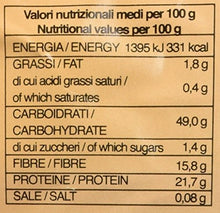 Valori nutrizionali medi per 100 g
Nutritional values per 100 g
ENERGIA/ENERGY 1395 kJ 331 kcal
GRASSI/FAT 1,8 g
di cui acidi grassi saturi/
of which saturates 0,4 g
CARBOIDRATI/
CARBOHYDRATE 49,0 g
di cui zuccheri/of which sugars 1,4 g
FIBRE/FIBRE 15,8 g
PROTEINE/PROTEIN 21,7 g
SALE/SALT 0,08 g